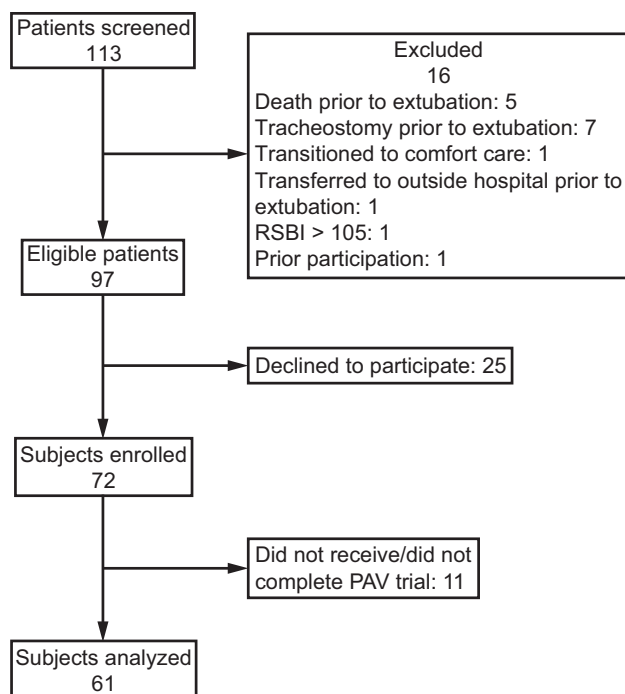 Patients screened
113
Excluded
16
Death prior to extubation: 5
Tracheostomy prior to extubation: 7
Transitioned to comfort care: 1
Transferred to outside hospital prior to
extubation: 1
RSBI > 105: 1
Prior participation: 1
Eligible patients
97
Declined to participate: 25
Subjects enrolled
72
Did not receive/did not
complete PAV trial: 11
Subjects analyzed
61